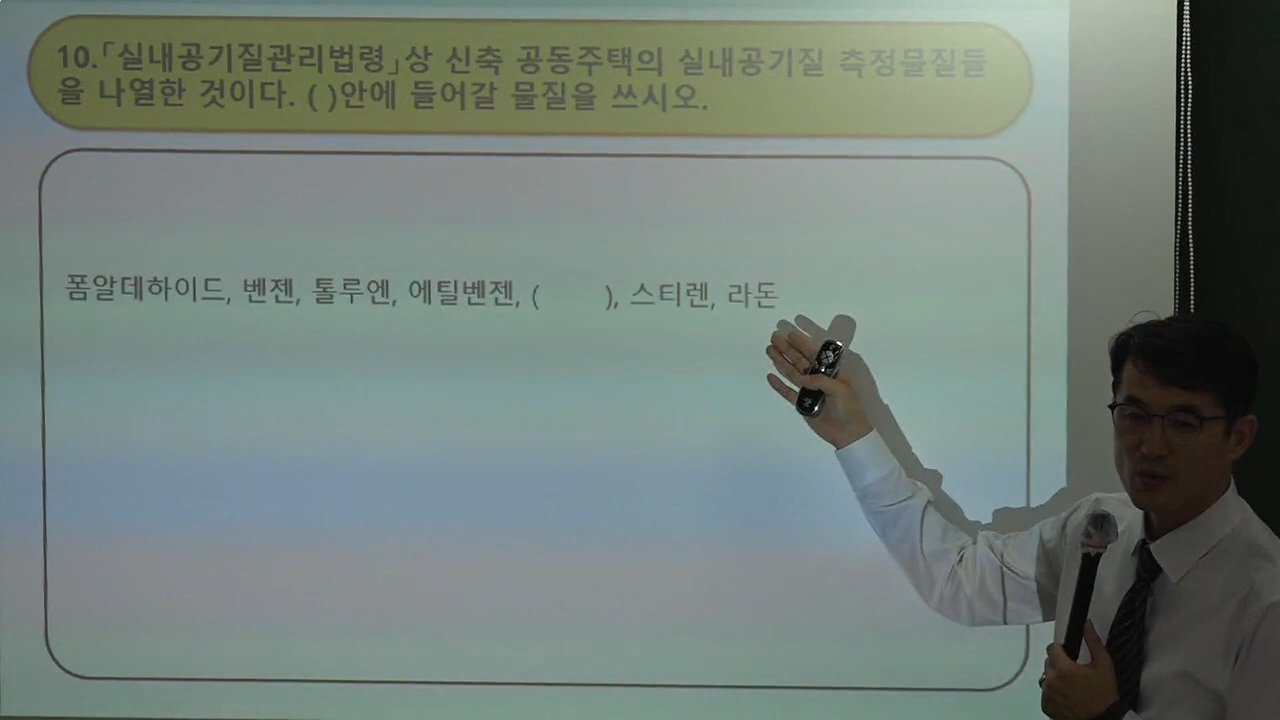 10.「실내공기질관리법령」상 신축 공동주택의 실내공기질 측정물질들
을 나열한 것이다. ( )안에 들어갈 물질을 쓰시오.
폼알데하이드, 벤젠, 톨루엔, 에틸벤젠, ( ), 스티렌, 라돈